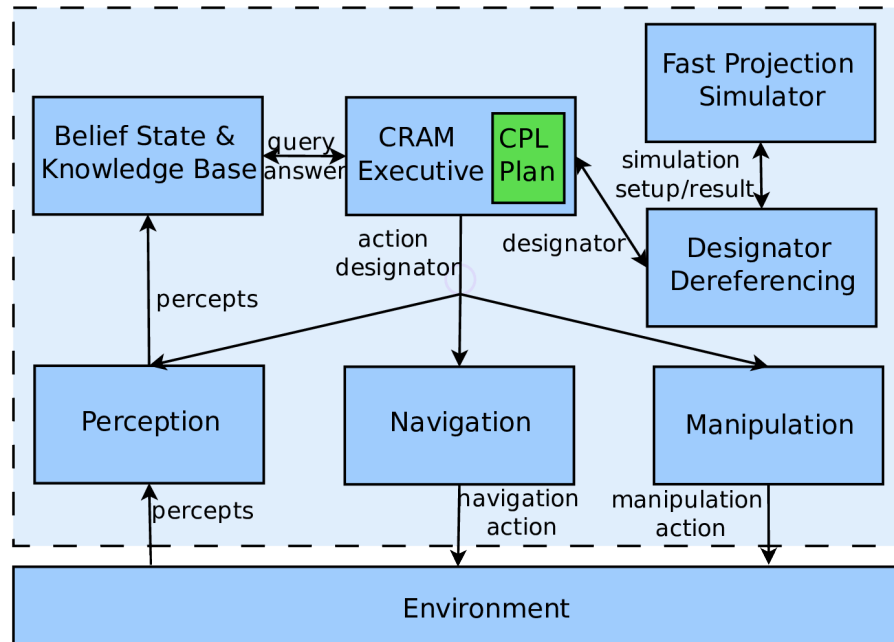 Fast Projection
Simulator
Belief State &
Knowledge Base
query
answer
CRAM
Executive
CPL
Plan
simulation
setup/result
action
designator
designator
Designator
Dereferencing
percepts
Perception
Navigation
Manipulation
percepts
navigation
action
manipulation
action
Environment